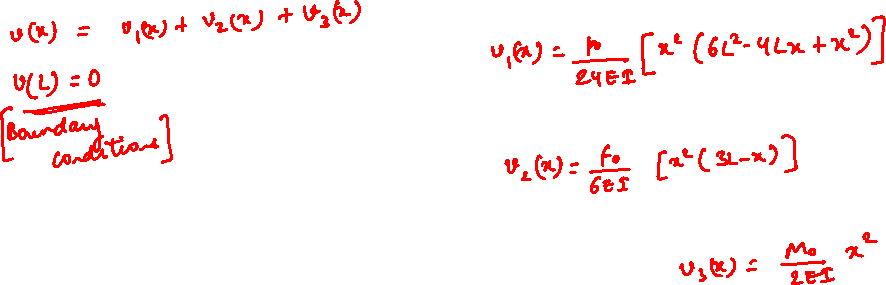 v(x) = v₁(x) + v₂(x) + v₃(x)
v(L) = 0
[Boundary
conditions]
v₁(x) = p₀/24EI [x² (6L² - 4Lx + x²)]
v₂(x) = F₀/6EI [x² (3L - x)]
v₃(x) = M₀/2EI x²